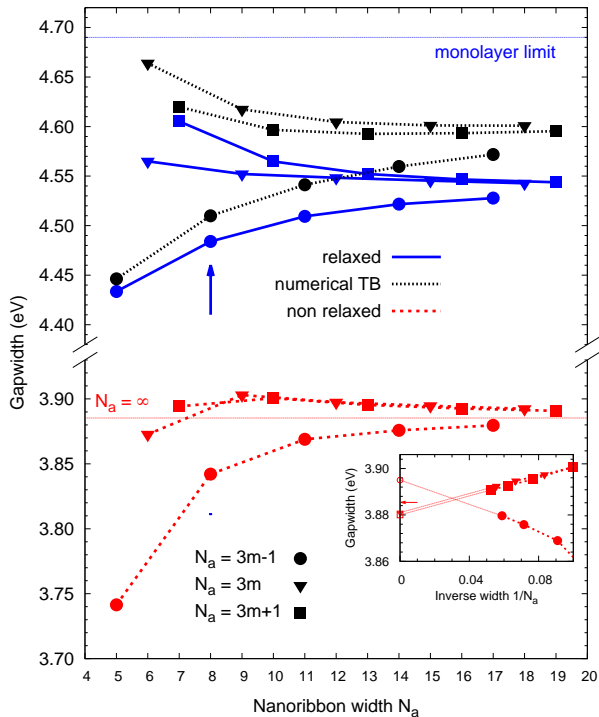 4.70
4.65
4.60
4.55
4.50
4.45
4.40
3.90
3.85
3.80
3.75
3.70
Gapwidth (eV)
monolayer limit
relaxed
numerical TB
non relaxed
N_a = ∞
N_a = 3m-1
N_a = 3m
N_a = 3m+1
3.90
3.88
3.86
Gapwidth (eV)
0 0.04 0.08
Inverse width 1/N_a
4 5 6 7 8 9 10 11 12 13 14 15 16 17 18 19 20
Nanoribbon width N_a